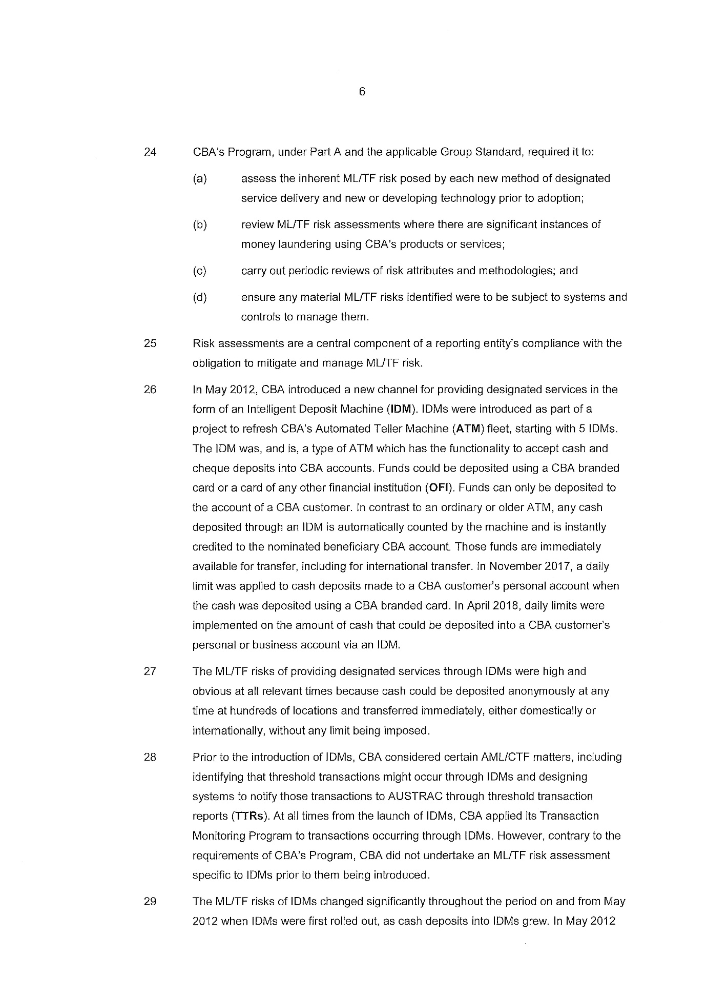 6
24 CBA's Program, under Part A and the applicable Group Standard, required it to:
(a) assess the inherent ML/TF risk posed by each new method of designated
service delivery and new or developing technology prior to adoption;
(b) review ML/TF risk assessments where there are significant instances of
money laundering using CBA's products or services;
(c) carry out periodic reviews of risk attributes and methodologies; and
(d) ensure any material ML/TF risks identified were to be subject to systems and
controls to manage them.
25 Risk assessments are a central component of a reporting entity's compliance with the
obligation to mitigate and manage ML/TF risk.
26 In May 2012, CBA introduced a new channel for providing designated services in the
form of an Intelligent Deposit Machine (IDM). IDMs were introduced as part of a
project to refresh CBA's Automated Teller Machine (ATM) fleet, starting with 5 IDMs.
The IDM was, and is, a type of ATM which has the functionality to accept cash and
cheque deposits into CBA accounts. Funds could be deposited using a CBA branded
card or a card of any other financial institution (OFI). Funds can only be deposited to
the account of a CBA customer. In contrast to an ordinary or older ATM, any cash
deposited through an IDM is automatically counted by the machine and is instantly
credited to the nominated beneficiary CBA account. Those funds are immediately
available for transfer, including for international transfer. In November 2017, a daily
limit was applied to cash deposits made to a CBA customer's personal account when
the cash was deposited using a CBA branded card. In April 2018, daily limits were
implemented on the amount of cash that could be deposited into a CBA customer's
personal or business account via an IDM.
27 The ML/TF risks of providing designated services through IDMs were high and
obvious at all relevant times because cash could be deposited anonymously at any
time at hundreds of locations and transferred immediately, either domestically or
internationally, without any limit being imposed.
28 Prior to the introduction of IDMs, CBA considered certain AML/CTF matters, including
identifying that threshold transactions might occur through IDMs and designing
systems to notify those transactions to AUSTRAC through threshold transaction
reports (TTRs). At all times from the launch of IDMs, CBA applied its Transaction
Monitoring Program to transactions occurring through IDMs. However, contrary to the
requirements of CBA's Program, CBA did not undertake an ML/TF risk assessment
specific to IDMs prior to them being introduced.
29 The ML/TF risks of IDMs changed significantly throughout the period on and from May
2012 when IDMs were first rolled out, as cash deposits into IDMs grew. In May 2012